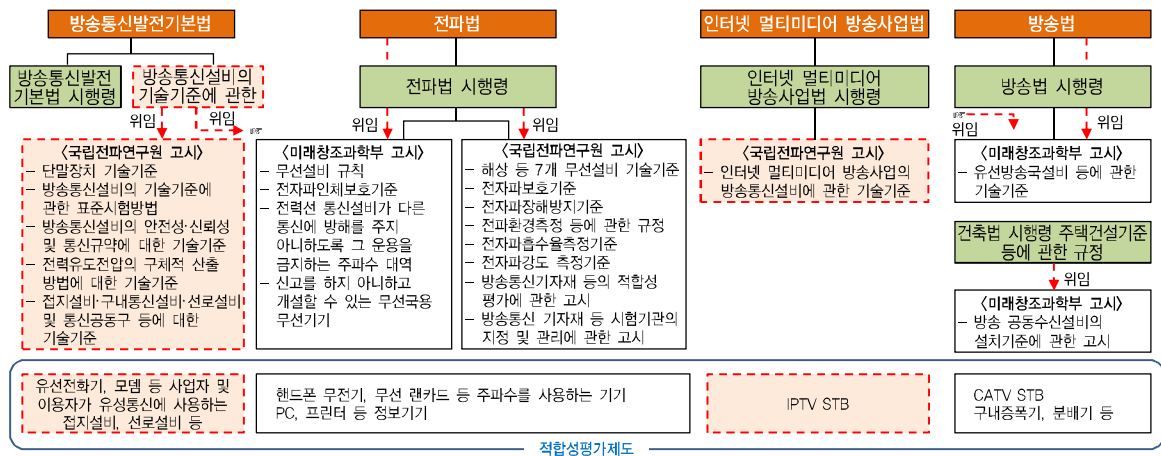 방송통신발전기본법
방송통신발전
기본법 시행령
방송통신설비의
기술기준에 관한
위임
위임
☞
〈국립전파연구원 고시〉
– 단말장치 기술기준
– 방송통신설비의 기술기준에
관한 표준시험방법
– 방송통신설비의 안전성·신뢰성
및 통신규약에 대한 기술기준
– 전력유도전압의 구체적 산출
방법에 대한 기술기준
– 접지설비·구내통신설비·선로설비
및 통신공동구 등에 대한
기술기준
전파법
전파법 시행령
위임
위임
〈미래창조과학부 고시〉
– 무선설비 규칙
– 전자파인체보호기준
– 전력선 통신설비가 다른
통신에 방해를 주지
아니하도록 그 운용을
금지하는 주파수 대역
– 신고를 하지 아니하고
개설할 수 있는 무선국용
무선기기
〈국립전파연구원 고시〉
– 해상 등 7개 무선설비 기술기준
– 전자파보호기준
– 전자파장해방지기준
– 전파환경측정 등에 관한 규정
– 전자파흡수율측정기준
– 전자파강도 측정기준
– 방송통신기자재 등의 적합성
평가에 관한 고시
– 방송통신 기자재 등 시험기관의
지정 및 관리에 관한 고시
인터넷 멀티미디어 방송사업법
인터넷 멀티미디어
방송사업법 시행령
〈국립전파연구원 고시〉
– 인터넷 멀티미디어 방송사업의
방송통신설비에 관한 기술기준
방송법
방송법 시행령
☞
위임
위임
〈미래창조과학부 고시〉
– 유선방송국설비 등에 관한
기술기준
건축법 시행령 주택건설기준
등에 관한 규정
위임
〈미래창조과학부 고시〉
– 방송 공동수신설비의
설치기준에 관한 고시
유선전화기, 모뎀 등 사업자 및
이용자가 유성통신에 사용하는
접지설비, 선로설비 등
핸드폰 무전기, 무선 랜카드 등 주파수를 사용하는 기기
PC, 프린터 등 정보기기
IPTV STB
CATV STB
구내증폭기, 분배기 등
적합성평가제도